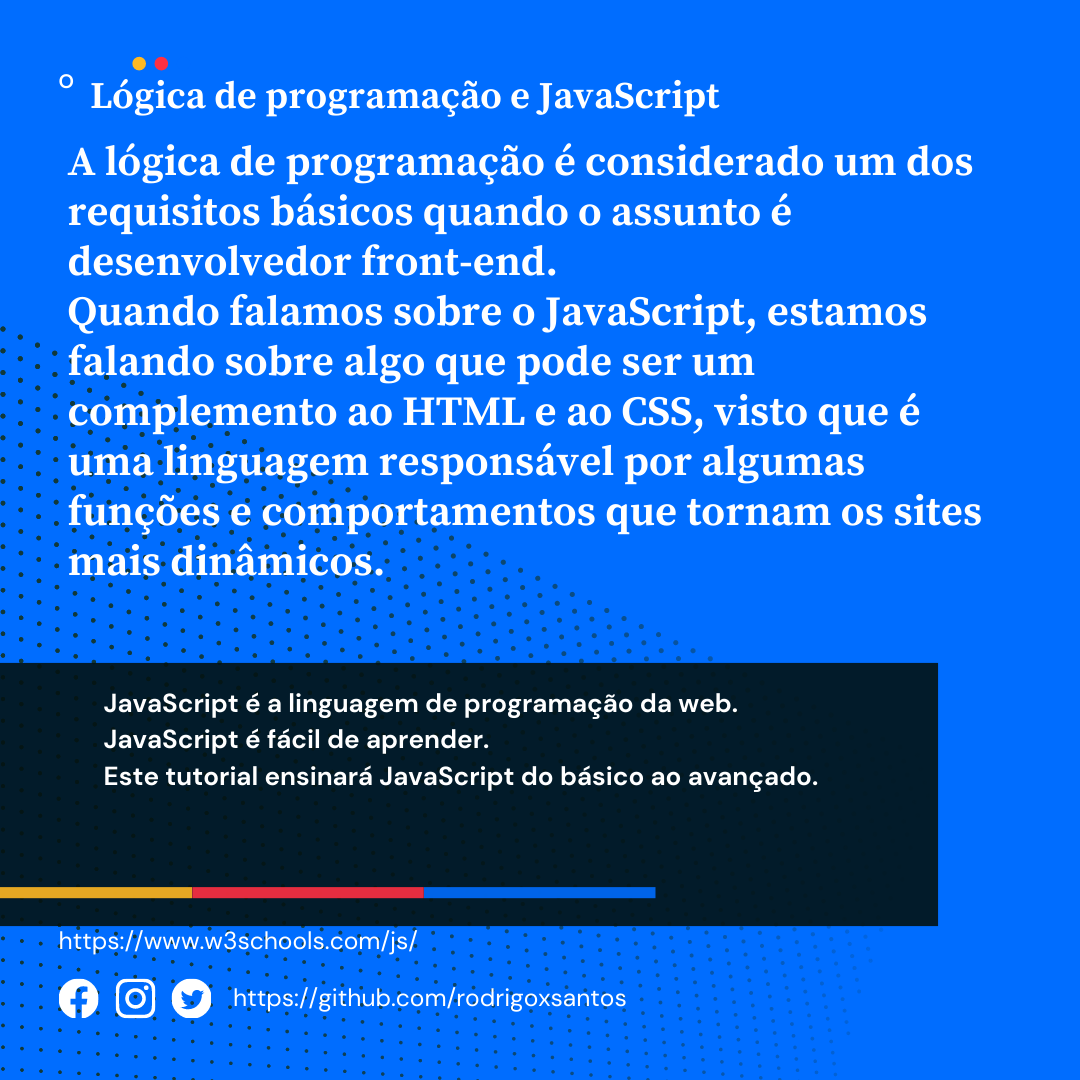 Lógica de programação e JavaScript
A lógica de programação é considerado um dos
requisitos básicos quando o assunto é
desenvolvedor front-end.
Quando falamos sobre o JavaScript, estamos
falando sobre algo que pode ser um
complemento ao HTML e ao CSS, visto que é
uma linguagem responsável por algumas
funções e comportamentos que tornam os sites
mais dinâmicos.
JavaScript é a linguagem de programação da web.
JavaScript é fácil de aprender.
Este tutorial ensinará JavaScript do básico ao avançado.
https://www.w3schools.com/js/
https://github.com/rodrigoxsantos